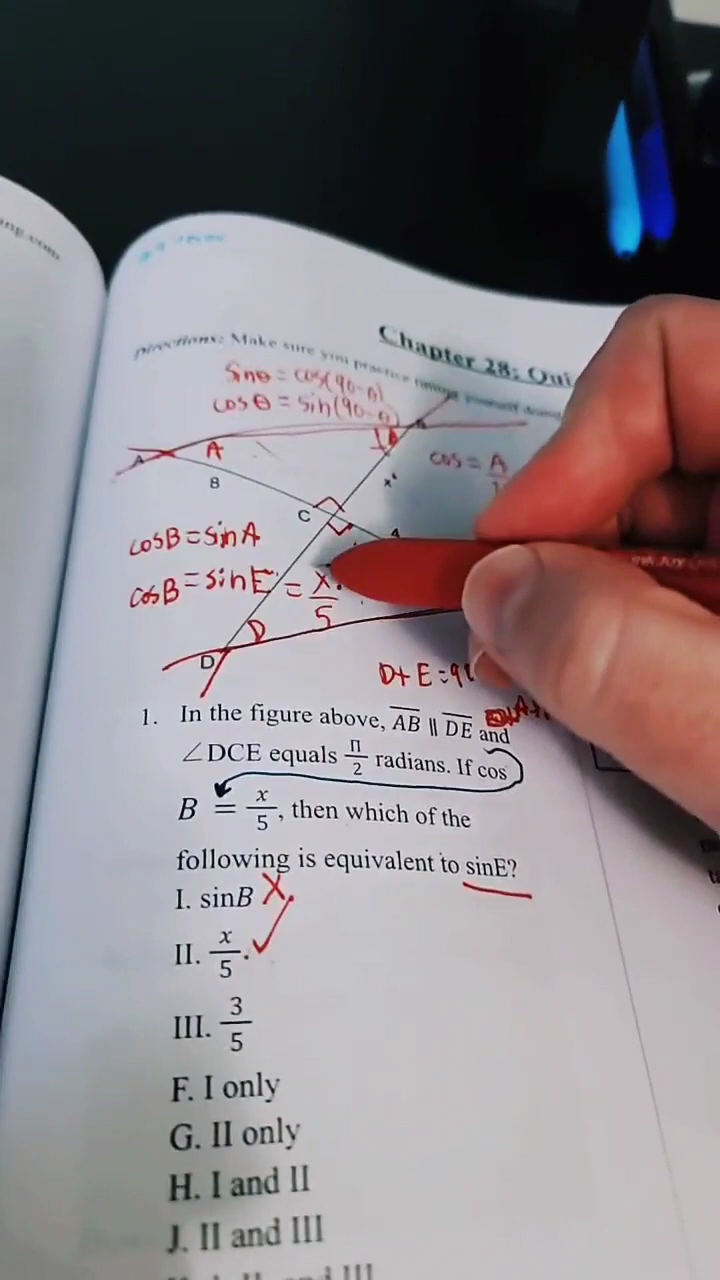 Chapter 28: Qui
Directions: Make sure you practice
sinθ = cos(90-θ)
cosθ = sin(90-θ)
A
A
B
8
cos = A
x
C
4
cosB = sinA
cosB = sinE = x/5
D
D
D+E=90
1. In the figure above, AB ∥ DE and
∠DCE equals π/2 radians. If cos
B = x/5, then which of the
following is equivalent to sinE?
I. sinB X
II. x/5. ✓
III. 3/5
F. I only
G. II only
H. I and II
J. II and III